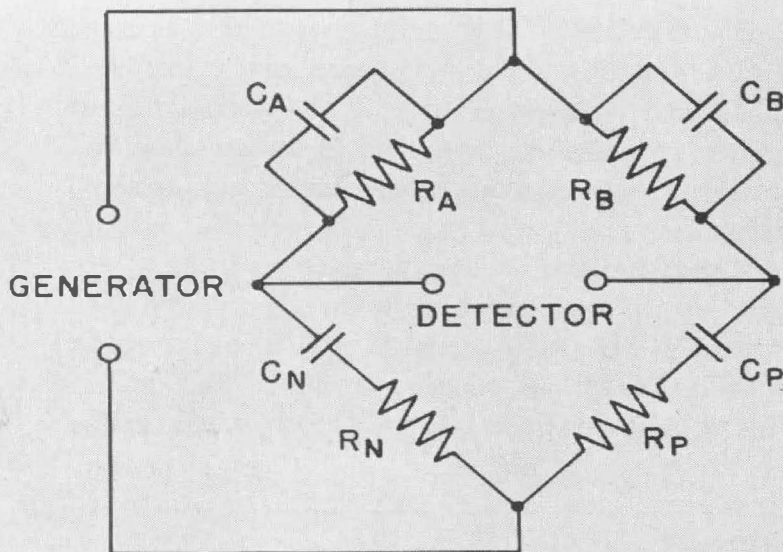 CA
CB
RA
RB
GENERATOR
DETECTOR
CN
CP
RN
RP